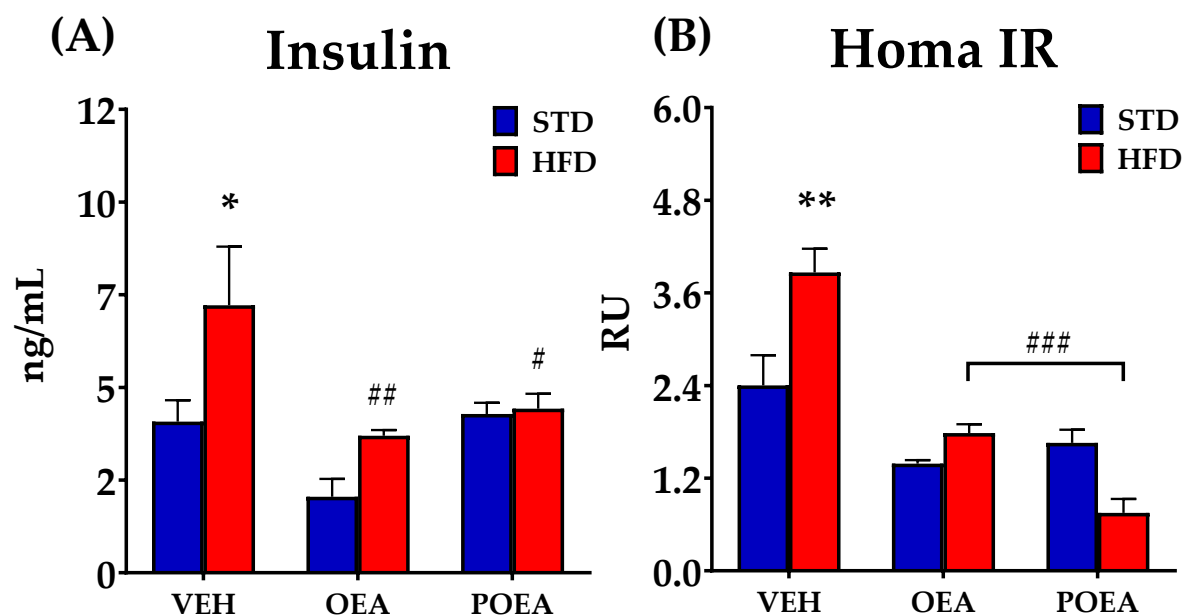 (A) Insulin
STD
HFD
ng/mL
12
10
7
5
2
0
*
##
#
VEH OEA POEA
(B) Homa IR
STD
HFD
RU
6.0
4.8
3.6
2.4
1.2
0.0
**
###
VEH OEA POEA